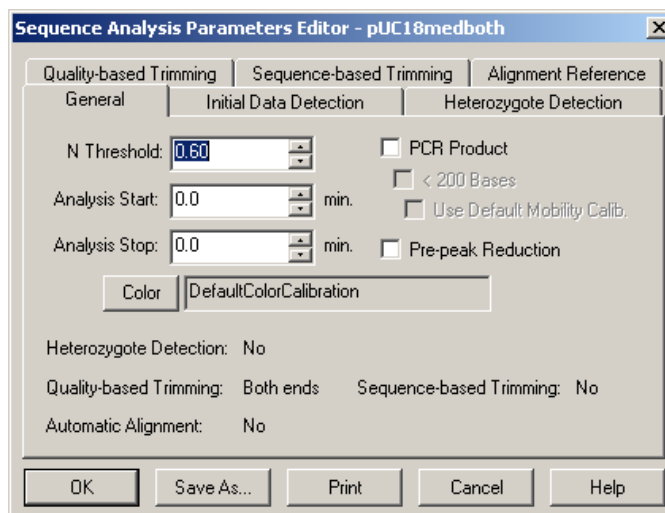 Sequence Analysis Parameters Editor - pUC18medboth
Quality-based Trimming Sequence-based Trimming Alignment Reference
General Initial Data Detection Heterozygote Detection
N Threshold: 0.60 PCR Product
< 200 Bases
Analysis Start: 0.0 min. Use Default Mobility Calib.
Analysis Stop: 0.0 min. Pre-peak Reduction
Color DefaultColorCalibration
Heterozygote Detection: No
Quality-based Trimming: Both ends Sequence-based Trimming: No
Automatic Alignment: No
OK Save As... Print Cancel Help